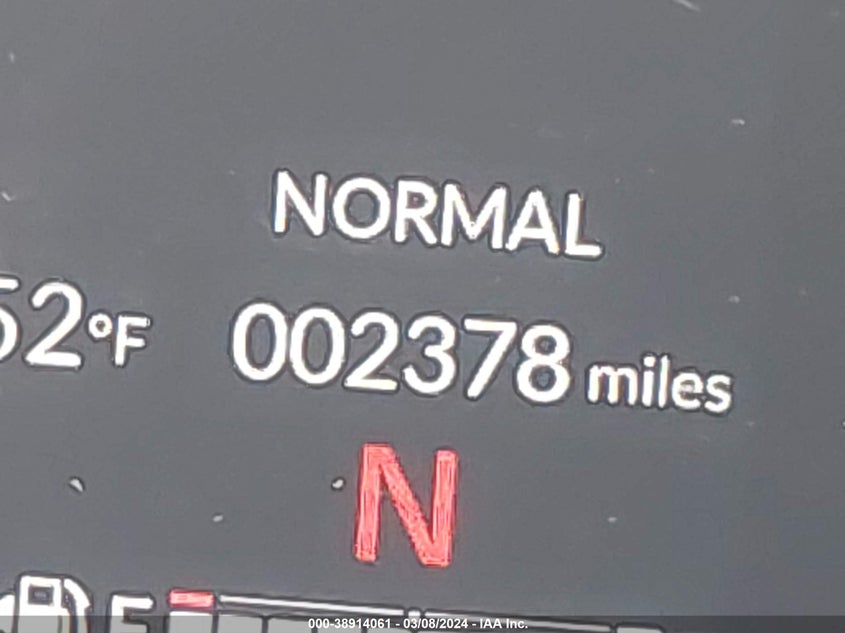 NORMAL
52°F 002378 miles
N
E
000-38914061 - 03/08/2024 - IAA Inc.